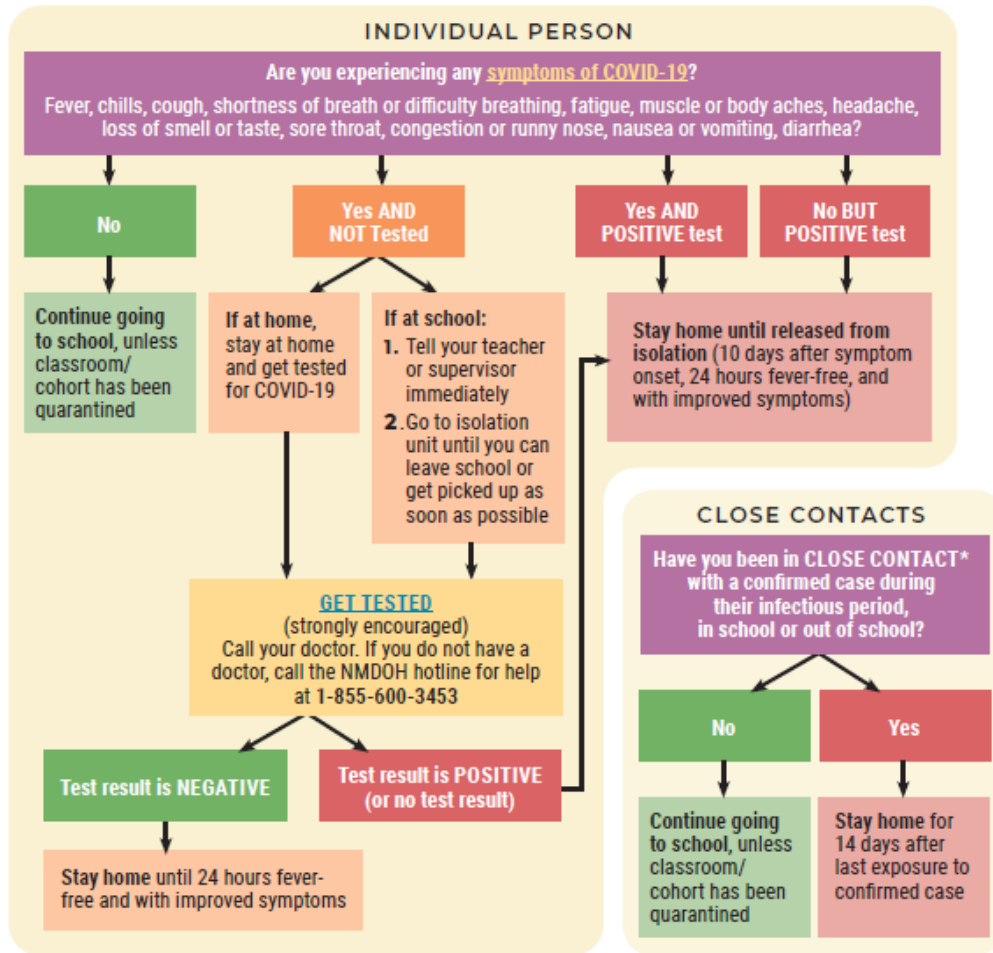 INDIVIDUAL PERSON
Are you experiencing any symptoms of COVID-19?
Fever, chills, cough, shortness of breath or difficulty breathing, fatigue, muscle or body aches, headache,
loss of smell or taste, sore throat, congestion or runny nose, nausea or vomiting, diarrhea?
No
Yes AND
NOT Tested
Yes AND
POSITIVE test
No BUT
POSITIVE test
Continue going
to school, unless
classroom/
cohort has been
quarantined
If at home,
stay at home
and get tested
for COVID-19
If at school:
1. Tell your teacher
or supervisor
immediately
2. Go to isolation
unit until you can
leave school or
get picked up as
soon as possible
Stay home until released from
isolation (10 days after symptom
onset, 24 hours fever-free, and
with improved symptoms)
GET TESTED
(strongly encouraged)
Call your doctor. If you do not have a
doctor, call the NMDOH hotline for help
at 1-855-600-3453
Test result is NEGATIVE
Test result is POSITIVE
(or no test result)
Stay home until 24 hours fever-
free and with improved symptoms
CLOSE CONTACTS
Have you been in CLOSE CONTACT*
with a confirmed case during
their infectious period,
in school or out of school?
No
Yes
Continue going
to school, unless
classroom/
cohort has been
quarantined
Stay home for
14 days after
last exposure to
confirmed case